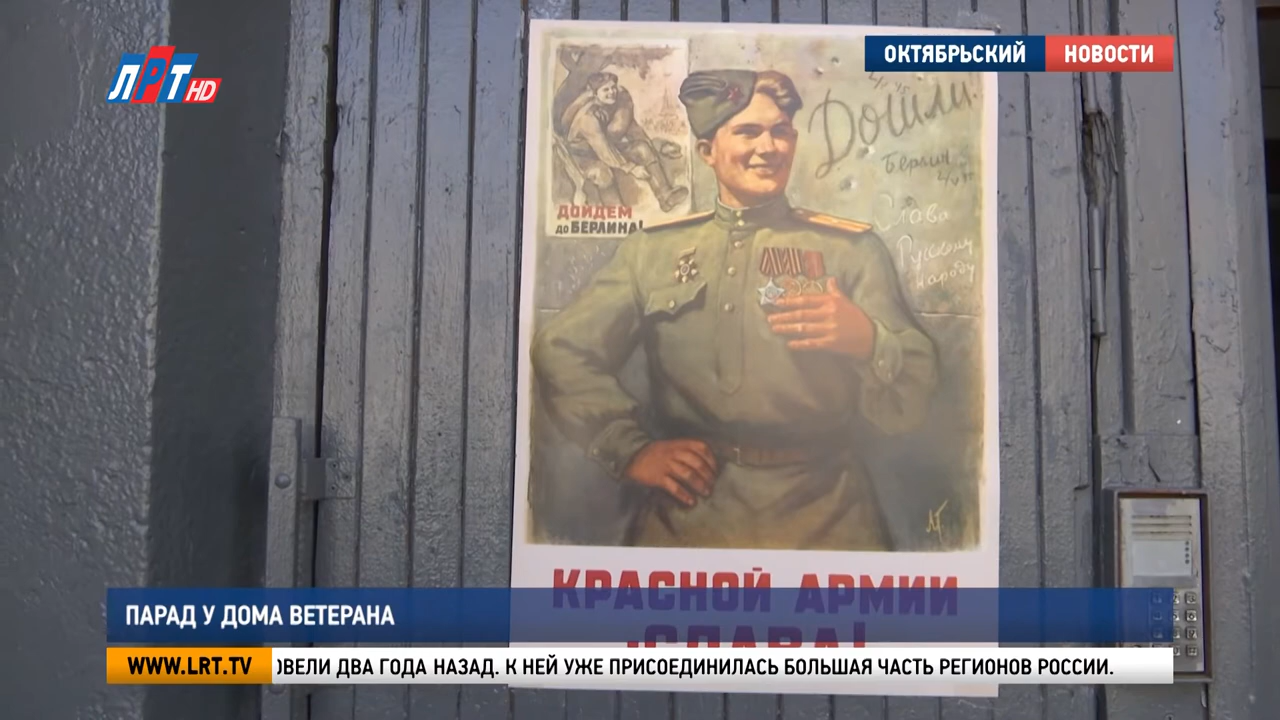 ЛРТ HD
ОКТЯБРЬСКИЙ НОВОСТИ
Дошли.
Берлин
Слава
Русскому
народу
ДОЙДЕМ
ДО БЕРЛИНА!
КРАСНОЙ АРМИИ
СЛАВА!
ПАРАД У ДОМА ВЕТЕРАНА
WWW.LRT.TV
ОВЕЛИ ДВА ГОДА НАЗАД. К НЕЙ УЖЕ ПРИСОЕДИНИЛАСЬ БОЛЬШАЯ ЧАСТЬ РЕГИОНОВ РОССИИ.